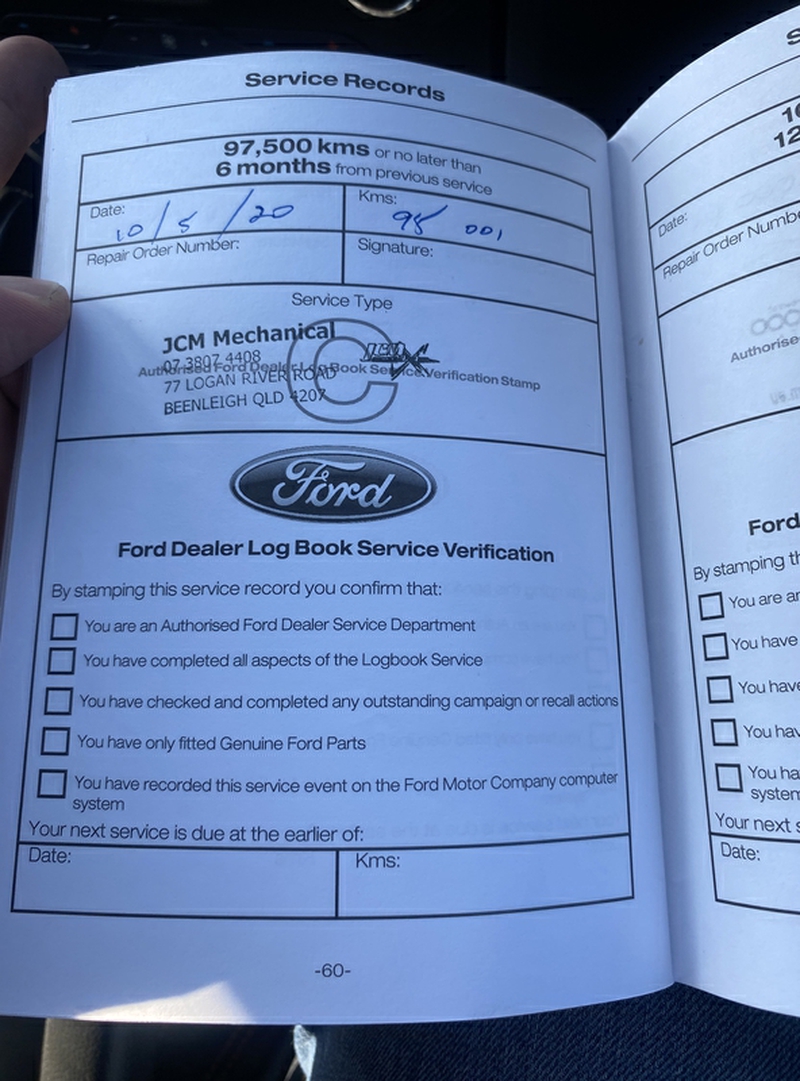 Service Records
97,500 kms or no later than
6 months from previous service
Date:
10/5/20
Kms:
95 001
Repair Order Number:
Signature:
Service Type
C
JCM Mechanical
07 3807 4408
Authorised Ford Dealer Log Book Service Verification Stamp
77 LOGAN RIVER ROAD
BEENLEIGH QLD 4207
Ford
Ford Dealer Log Book Service Verification
By stamping this service record you confirm that:
You are an Authorised Ford Dealer Service Department
You have completed all aspects of the Logbook Service
You have checked and completed any outstanding campaign or recall actions
You have only fitted Genuine Ford Parts
You have recorded this service event on the Ford Motor Company computer
system
Your next service is due at the earlier of:
Date:
Kms:
-60-
S
10
12
Date:
Repair Order Numbe
Authorise
Ford
By stamping th
You are an
You have
You have
You hav
You ha
system
Your next s
Date: